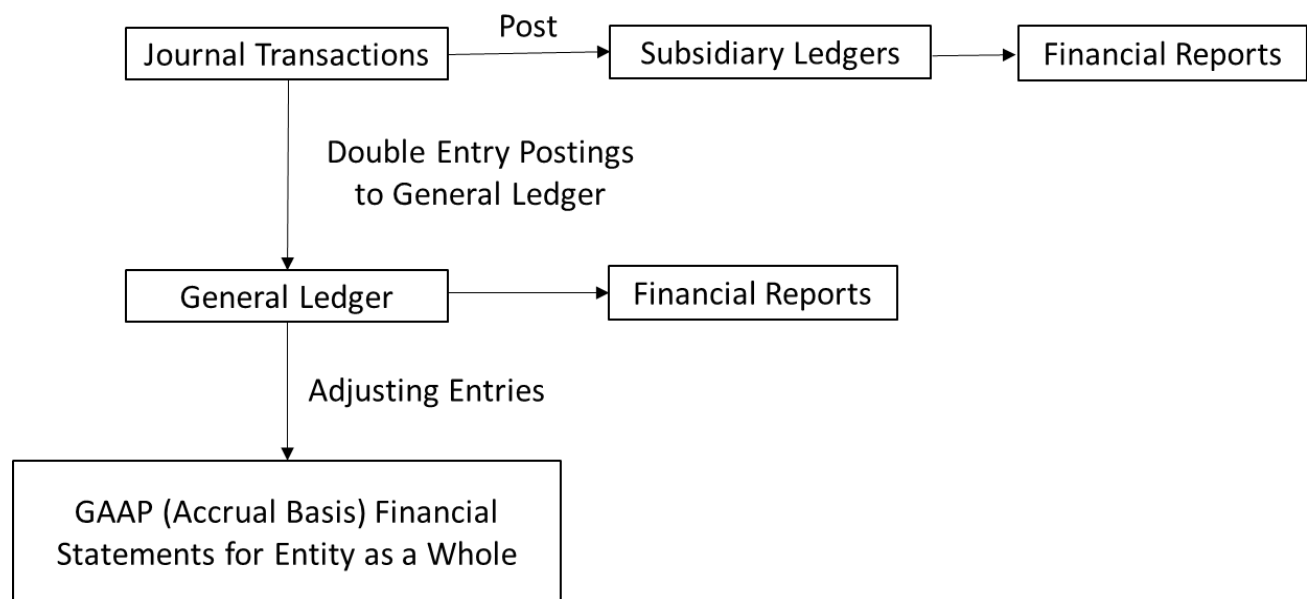 Post
Journal Transactions
Subsidiary Ledgers
Financial Reports
Double Entry Postings
to General Ledger
General Ledger
Financial Reports
Adjusting Entries
GAAP (Accrual Basis) Financial
Statements for Entity as a Whole